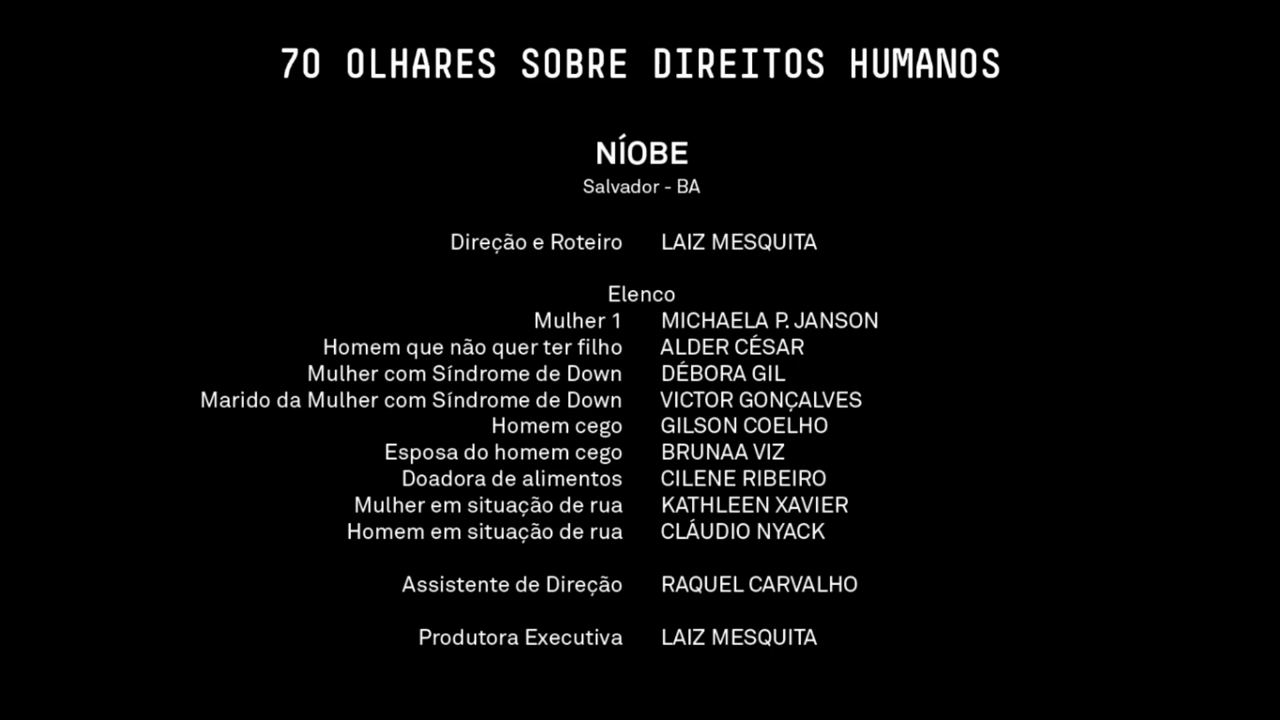 70 OLHARES SOBRE DIREITOS HUMANOS
NÍOBE
Salvador - BA
Direção e Roteiro LAIZ MESQUITA
Elenco
Mulher 1 MICHAELA P. JANSON
Homem que não quer ter filho ALDER CÉSAR
Mulher com Síndrome de Down DÉBORA GIL
Marido da Mulher com Síndrome de Down VICTOR GONÇALVES
Homem cego GILSON COELHO
Esposa do homem cego BRUNAA VIZ
Doadora de alimentos CILENE RIBEIRO
Mulher em situação de rua KATHLEEN XAVIER
Homem em situação de rua CLÁUDIO NYACK
Assistente de Direção RAQUEL CARVALHO
Produtora Executiva LAIZ MESQUITA